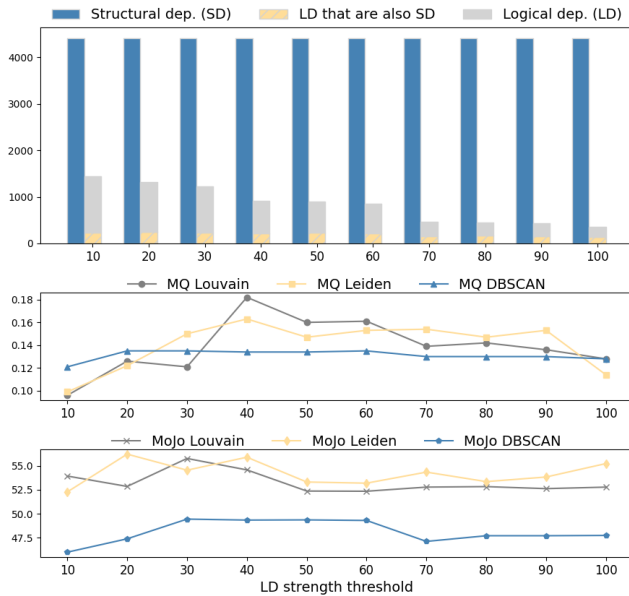 Structural dep. (SD) LD that are also SD Logical dep. (LD)
4000
3000
2000
1000
0
10 20 30 40 50 60 70 80 90 100
MQ Louvain MQ Leiden MQ DBSCAN
0.18
0.16
0.14
0.12
0.10
10 20 30 40 50 60 70 80 90 100
MoJo Louvain MoJo Leiden MoJo DBSCAN
55.0
52.5
50.0
47.5
10 20 30 40 50 60 70 80 90 100
LD strength threshold